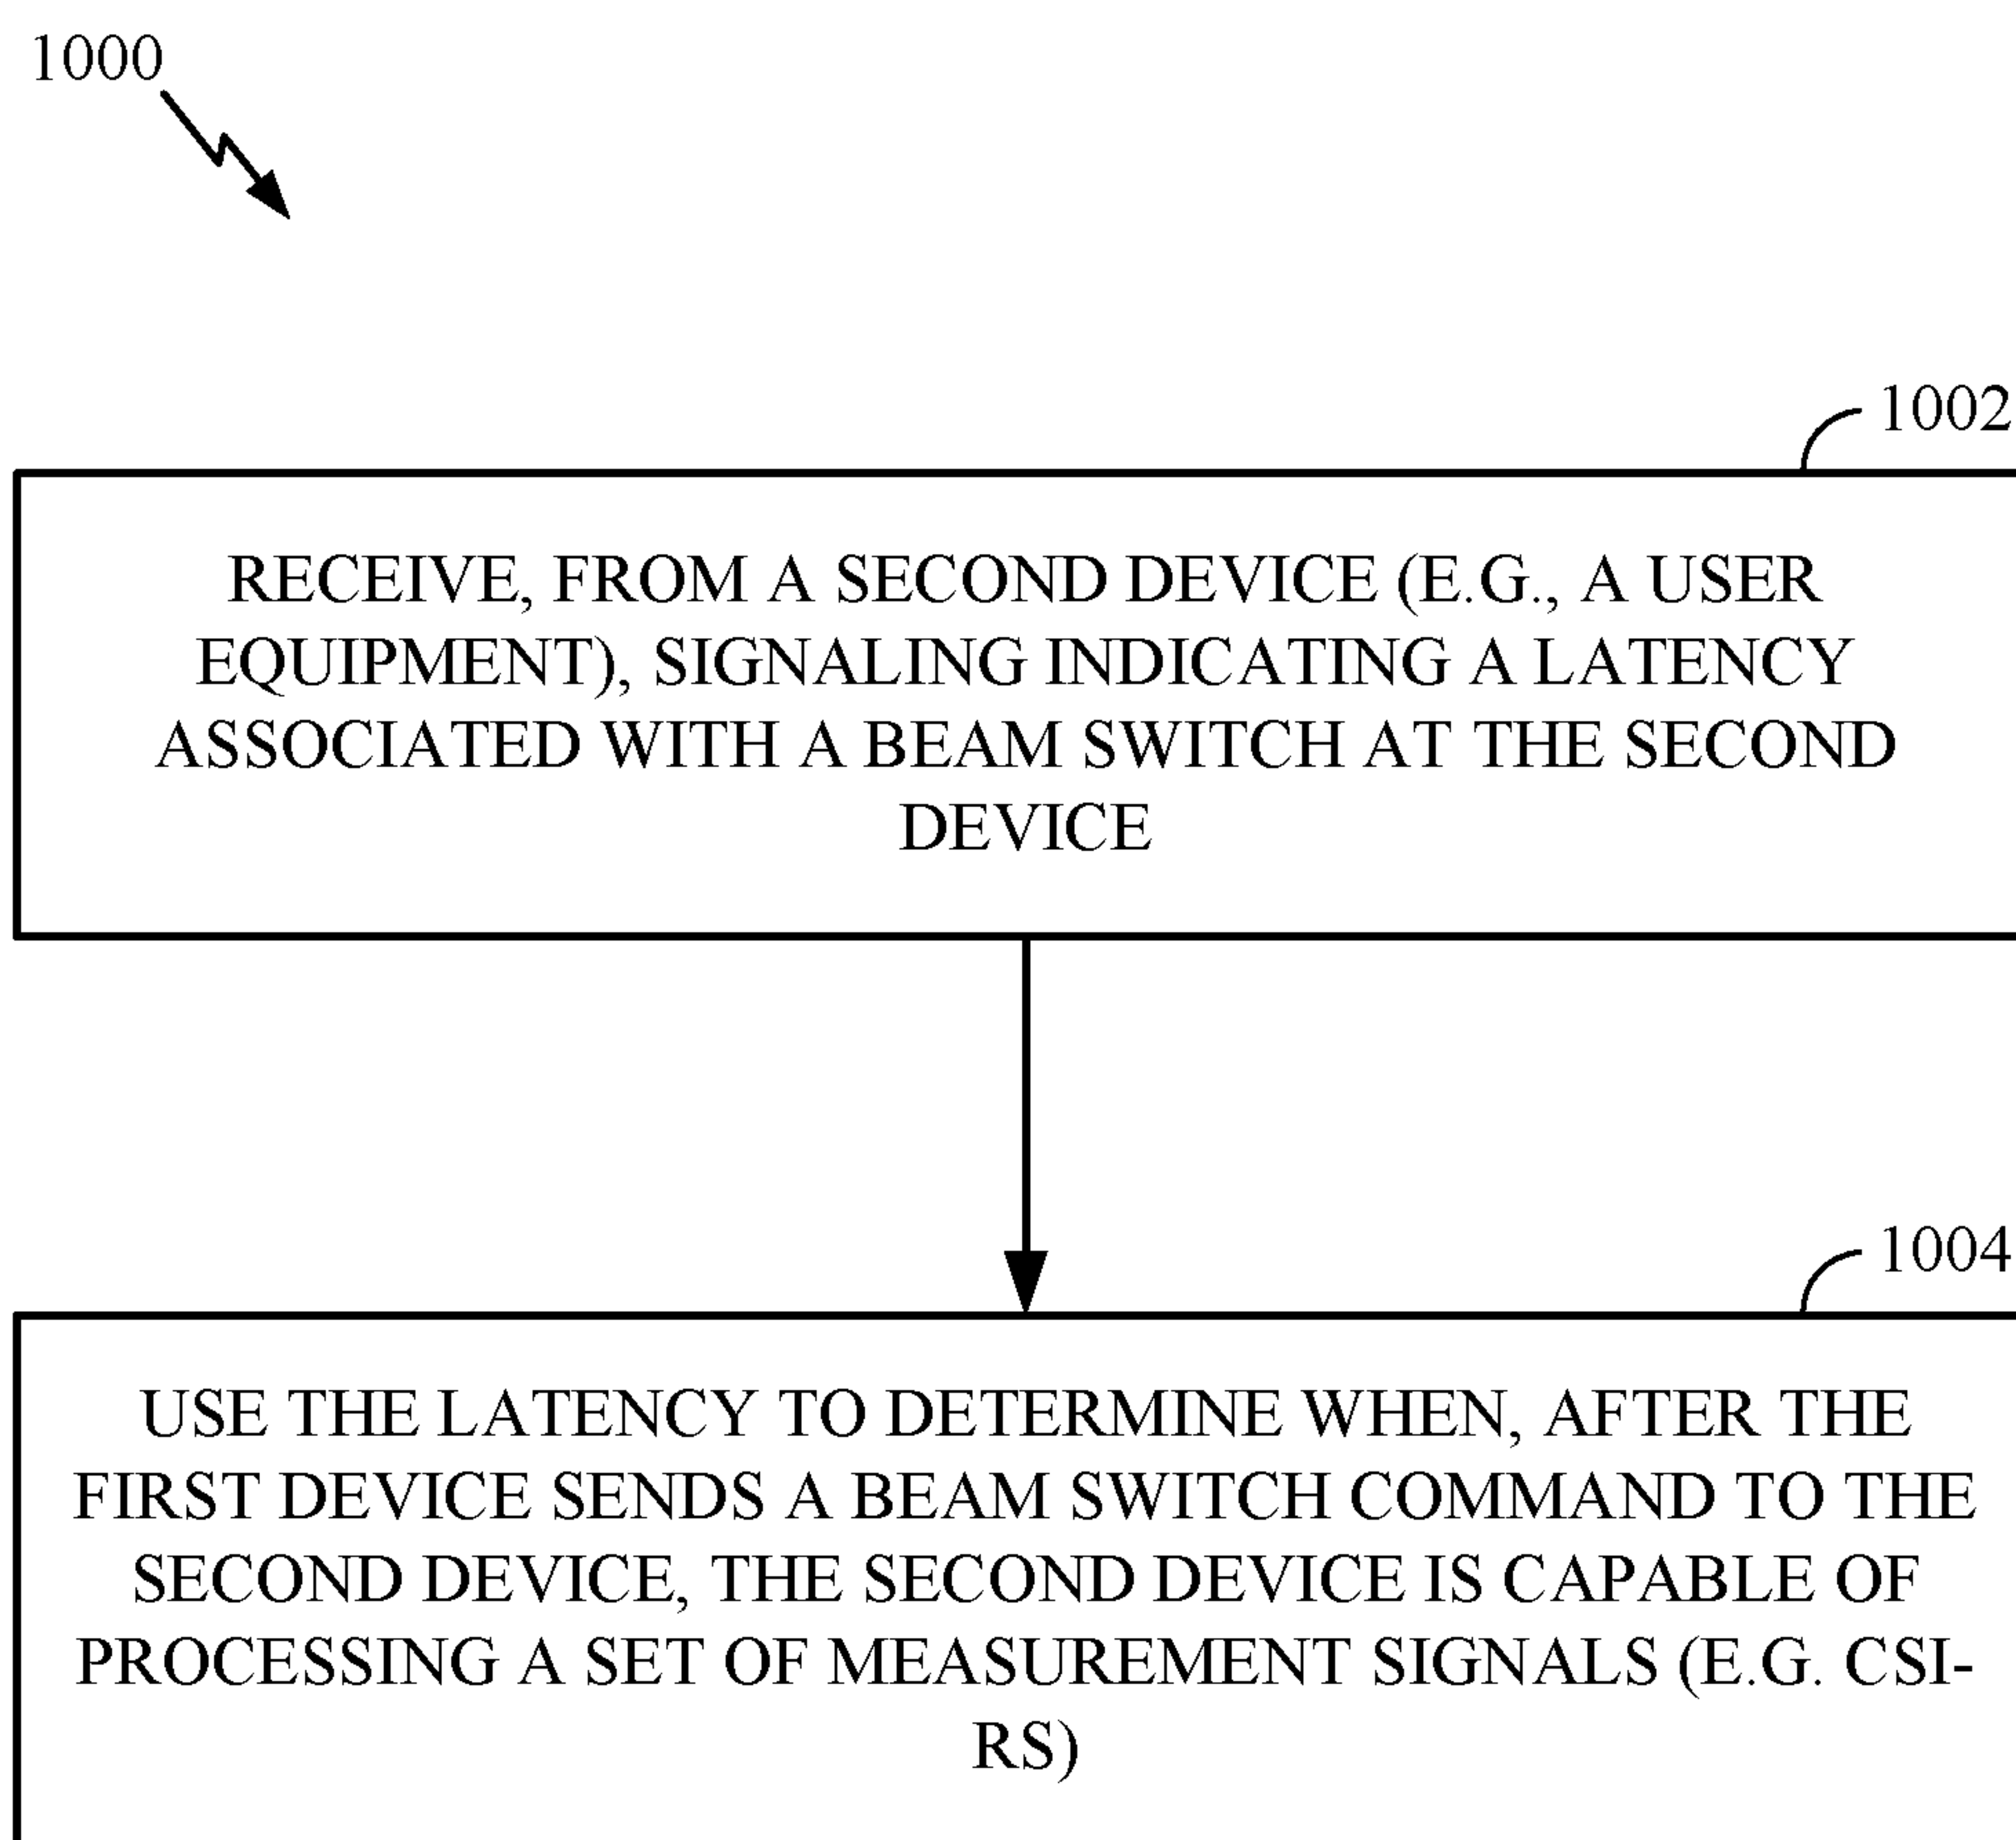 1000
1002
RECEIVE, FROM A SECOND DEVICE (E.G., A USER
EQUIPMENT), SIGNALING INDICATING A LATENCY
ASSOCIATED WITH A BEAM SWITCH AT THE SECOND
DEVICE
1004
USE THE LATENCY TO DETERMINE WHEN, AFTER THE
FIRST DEVICE SENDS A BEAM SWITCH COMMAND TO THE
SECOND DEVICE, THE SECOND DEVICE IS CAPABLE OF
PROCESSING A SET OF MEASUREMENT SIGNALS (E.G. CSI-
RS)